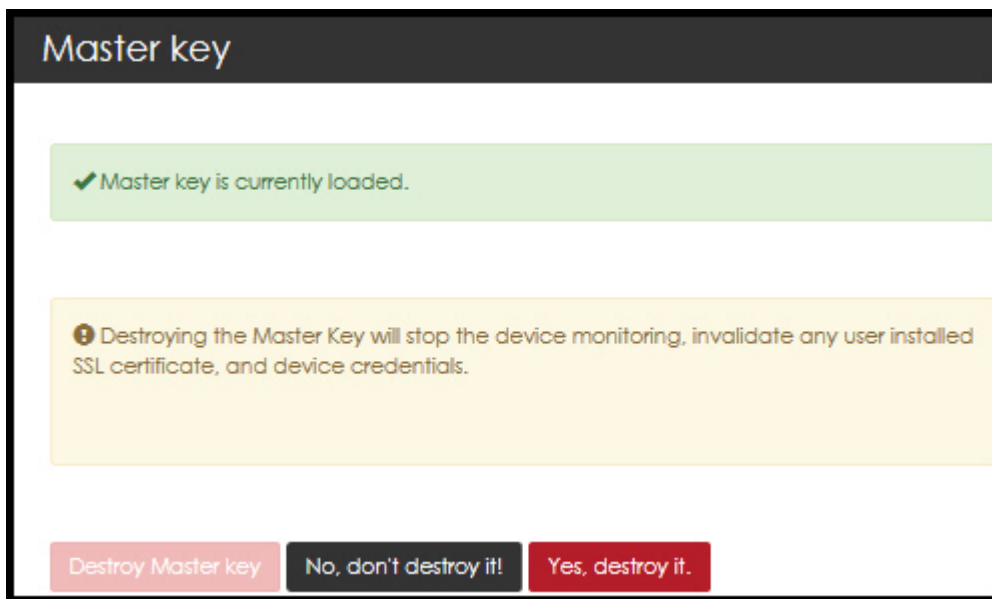 Master key
Master key is currently loaded.
Destroying the Master Key will stop the device monitoring, invalidate any user installed
SSL certificate, and device credentials.
Destroy Master key No, don't destroy it! Yes, destroy it.